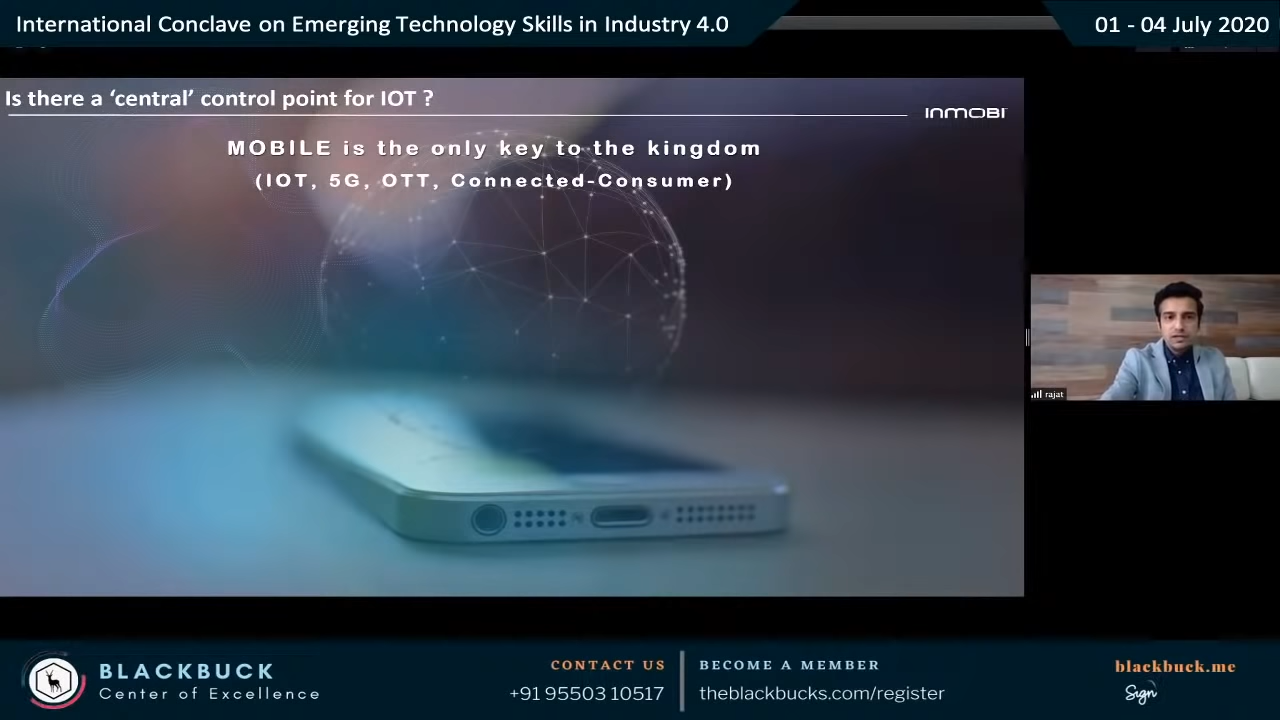 International Conclave on Emerging Technology Skills in Industry 4.0
01 - 04 July 2020
Is there a ‘central’ control point for IOT ?
INMOBI
MOBILE is the only key to the kingdom
(IOT, 5G, OTT, Connected-Consumer)
rajat
BLACKBUCK
Center of Excellence
CONTACT US
+91 95503 10517
BECOME A MEMBER
theblackbucks.com/register
blackbuck.me
Sign